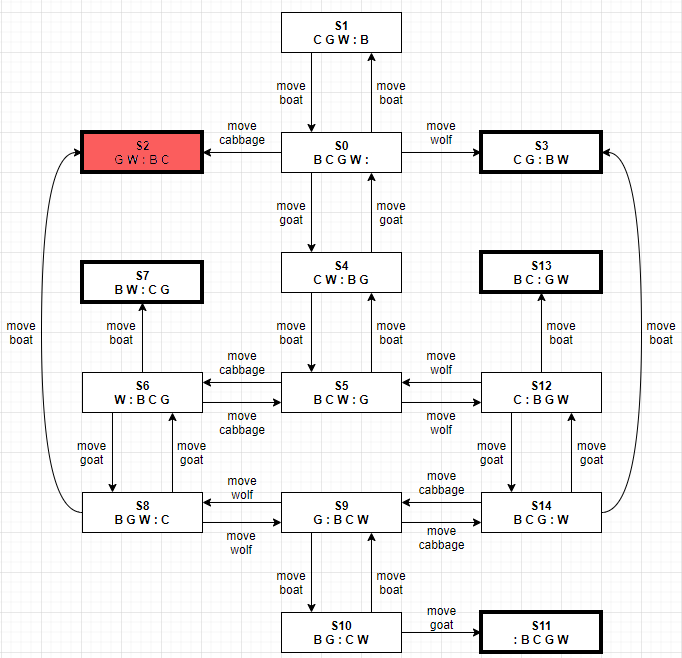 S1
C G W : B
move
boat
move
boat
S2
G W : B C
move
cabbage
S0
B C G W :
move
wolf
S3
C G : B W
move
goat
move
goat
S7
B W : C G
S4
C W : B G
S13
B C : G W
move
boat
move
boat
move
boat
move
boat
move
boat
move
boat
move
cabbage
move
wolf
S6
W : B C G
S5
B C W : G
S12
C : B G W
move
cabbage
move
wolf
move
goat
move
goat
move
goat
move
goat
move
wolf
move
cabbage
S8
B G W : C
S9
G : B C W
S14
B C G : W
move
wolf
move
cabbage
move
boat
move
boat
S10
B G : C W
move
goat
S11
: B C G W